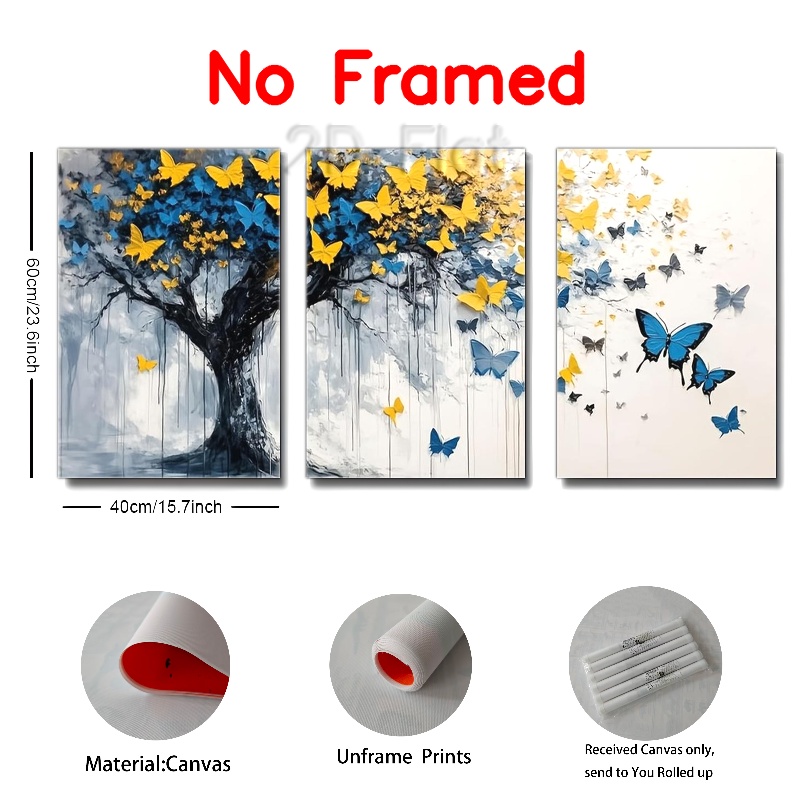 No Framed
2D Flat
60cm/23.6inch
40cm/15.7inch
Material:Canvas
Unframe Prints
Received Canvas only,
send to You Rolled up